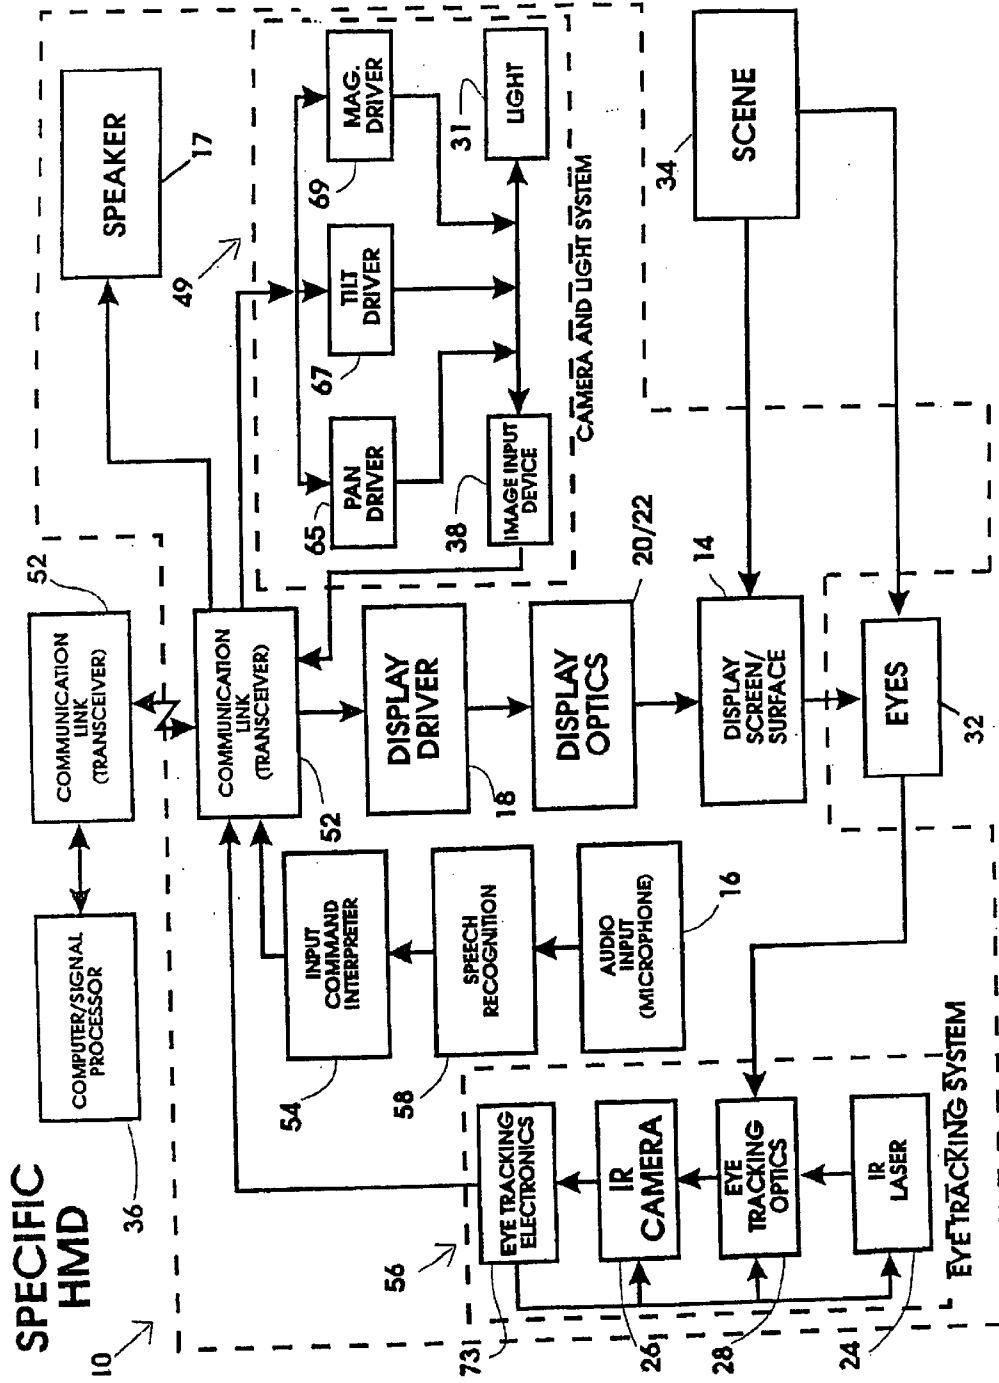 SPECIFIC
HMD
10
COMPUTER/SIGNAL
PROCESSOR
36
COMMUNICATION
LINK
(TRANSCEIVER)
52
SPEAKER
17
COMMUNICATION
LINK
(TRANSCEIVER)
52
49
INPUT
COMMAND
INTERPRETER
54
DISPLAY
DRIVER
18
PAN
DRIVER
65
TILT
DRIVER
67
MAG.
DRIVER
69
SPEECH
RECOGNITION
58
IMAGE INPUT
DEVICE
38
LIGHT
31
CAMERA AND LIGHT SYSTEM
DISPLAY
OPTICS
20/22
AUDIO
INPUT
(MICROPHONE)
16
56
EYE TRACKING
ELECTRONICS
73
IR
CAMERA
26
EYE
TRACKING
OPTICS
28
IR
LASER
24
EYE TRACKING SYSTEM
DISPLAY
SCREEN/
SURFACE
14
SCENE
34
EYES
32